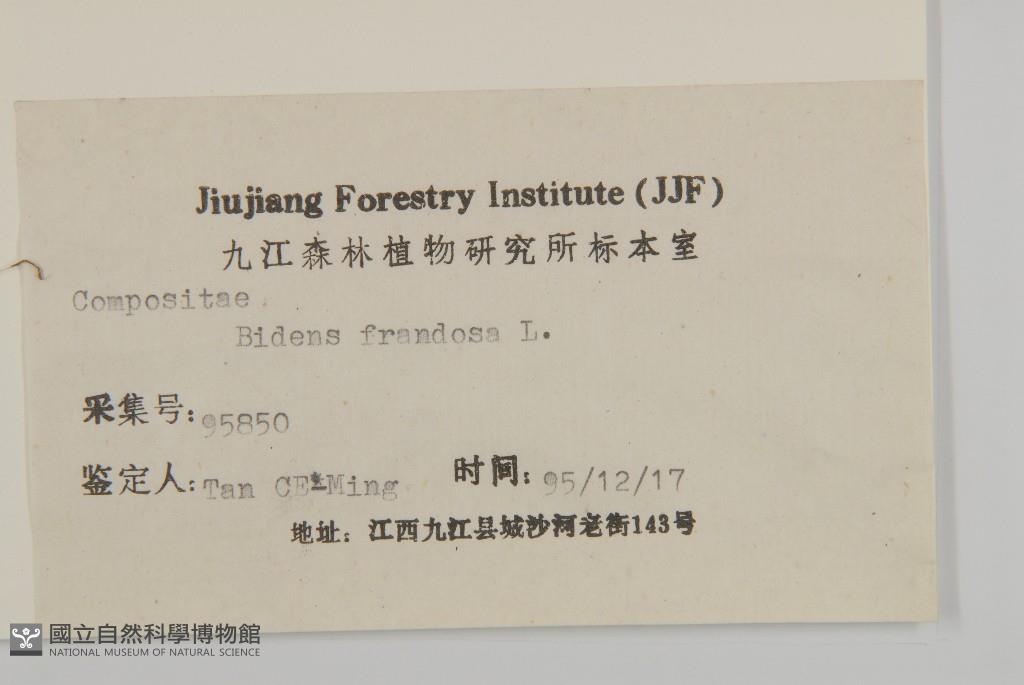 Jiujiang Forestry Institute (JJF)
九江森林植物研究所标本室
Compositae
Bidens frandosa L.
采集号: 95850
鉴定人: Tan CE-Ming 时间: 95/12/17
地址: 江西九江县城沙河老街143号
國立自然科學博物館
NATIONAL MUSEUM OF NATURAL SCIENCE